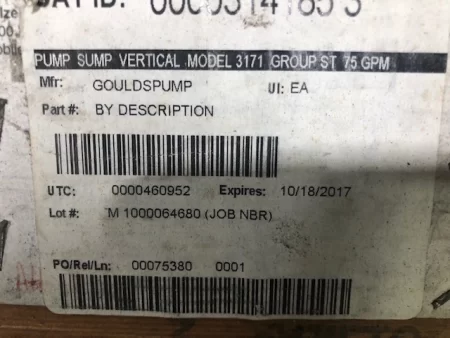 PUMP SUMP VERTICAL MODEL 3171 GROUP ST 75 GPM
Mfr: GOULDSPUMP UI: EA
Part #: BY DESCRIPTION
UTC: 0000460952 Expires: 10/18/2017
Lot #: M 1000064680 (JOB NBR)
PO/Rel/Ln: 00075380 0001